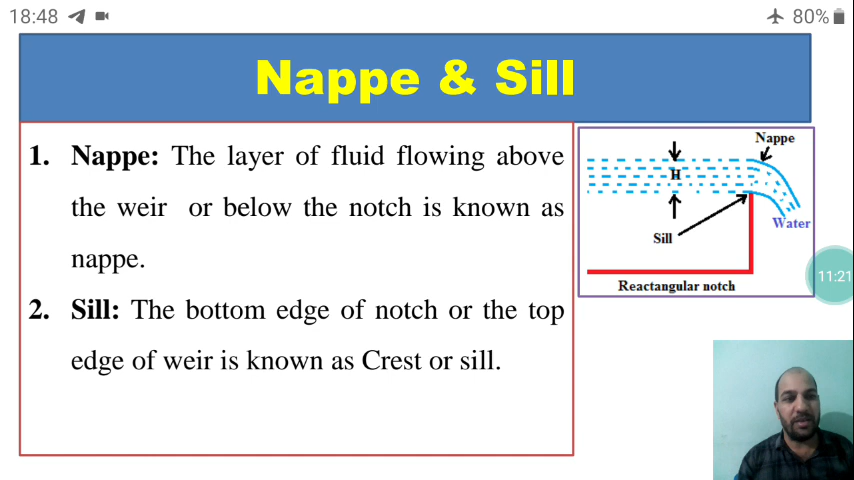 18:48
80%
Nappe & Sill
1. Nappe: The layer of fluid flowing above
the weir or below the notch is known as
nappe.
2. Sill: The bottom edge of notch or the top
edge of weir is known as Crest or sill.
Nappe
H
Water
Sill
Reactangular notch
11:21